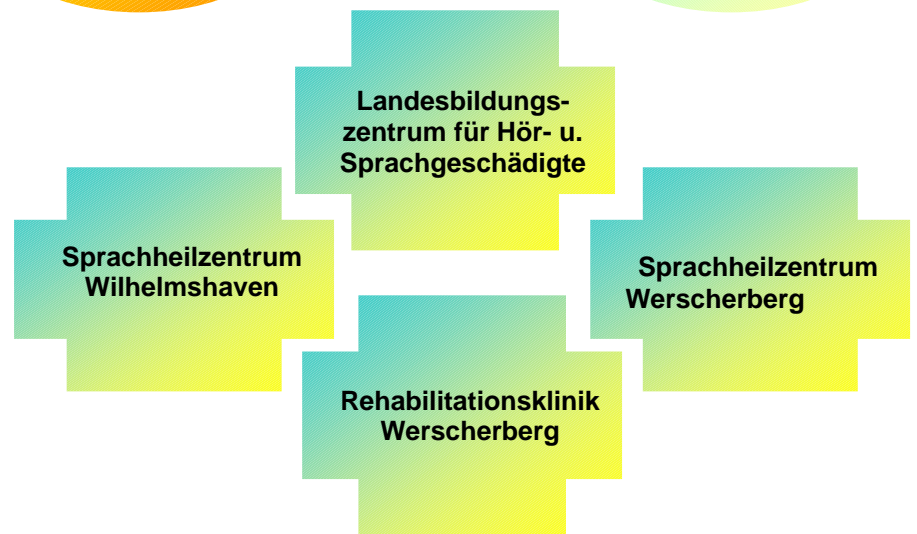 Landesbildungs-
zentrum für Hör- u.
Sprachgeschädigte
Sprachheilzentrum
Wilhelmshaven
Sprachheilzentrum
Werscherberg
Rehabilitationsklinik
Werscherberg